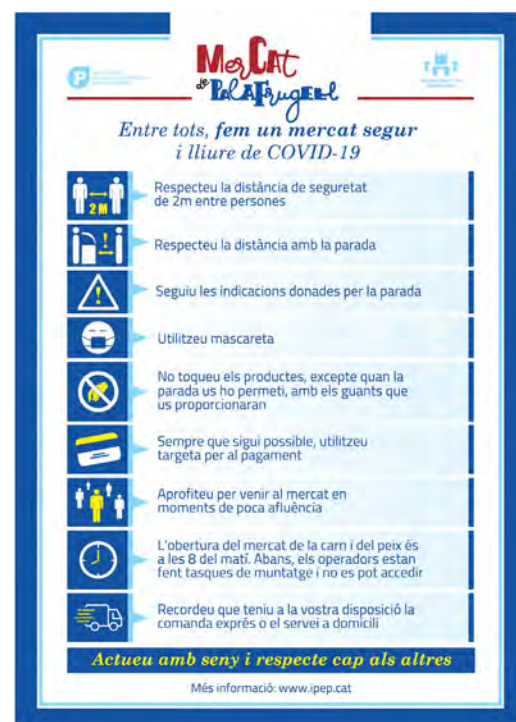 P
MerCat
de
Palafrugell
Entre tots, fem un mercat segur
i lliure de COVID-19
2 M
Respecteu la distància de seguretat
de 2m entre persones
!
Respecteu la distància amb la parada
!
Seguiu les indicacions donades per la parada
Utilitzeu mascareta
No toqueu els productes, excepte quan la
parada us ho permeti, amb els guants que
us proporcionaran
Sempre que sigui possible, utilitzeu
targeta per al pagament
Aprofiteu per venir al mercat en
moments de poca afluència
L'obertura del mercat de la carn i del peix és
a les 8 del matí. Abans, els operadors estan
fent tasques de muntatge i no es pot accedir
Recordeu que teniu a la vostra disposició la
comanda exprés o el servei a domicili
Actueu amb seny i respecte cap als altres
Més informació: www.ipep.cat